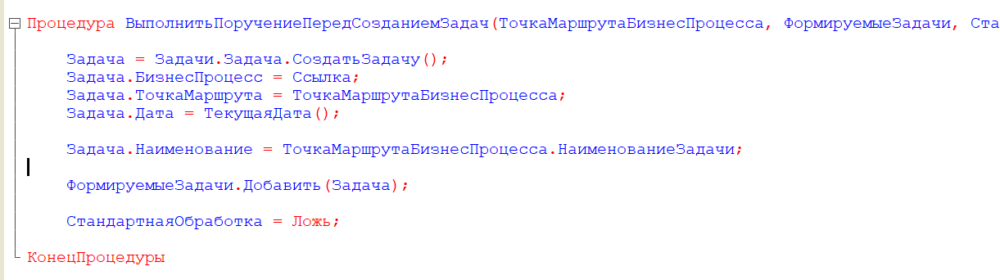 Процедура ВыполнитьПоручениеПередСозданиемЗадач(ТочкаМаршрутаБизнесПроцесса, ФормируемыеЗадачи, Ста
Задача = Задачи.Задача.СоздатьЗадачу();
Задача.БизнесПроцесс = Ссылка;
Задача.ТочкаМаршрута = ТочкаМаршрутаБизнесПроцесса;
Задача.Дата = ТекущаяДата();
Задача.Наименование = ТочкаМаршрутаБизнесПроцесса.НаименованиеЗадачи;
ФормируемыеЗадачи.Добавить(Задача);
СтандартнаяОбработка = Ложь;
КонецПроцедуры